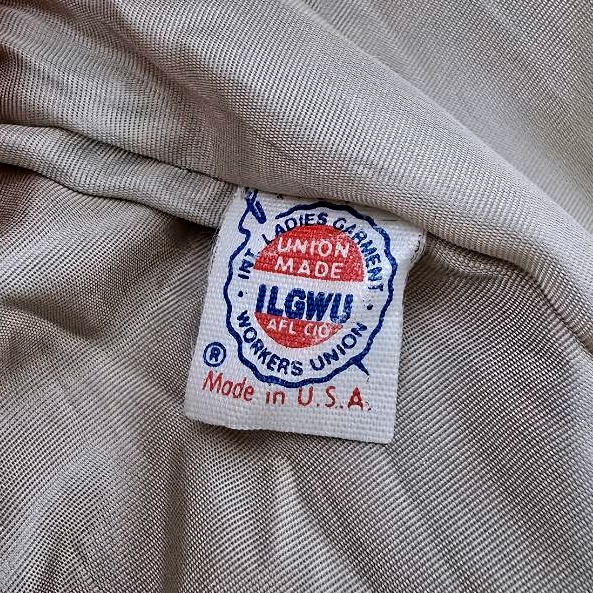 INT. LADIES GARMENT
UNION
MADE
ILGWU
AFL CIO
WORKERS UNION
®
Made in U.S.A.